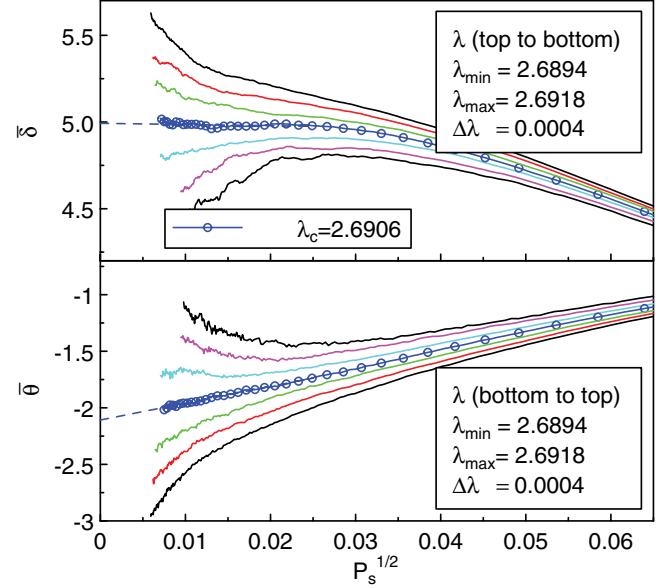 5.5
5.0
4.5
δ̅
λ (top to bottom)
λmin = 2.6894
λmax= 2.6918
Δλ = 0.0004
λc=2.6906
-1
-1.5
-2
-2.5
-3
θ̅
λ (bottom to top)
λmin = 2.6894
λmax= 2.6918
Δλ = 0.0004
0 0.01 0.02 0.03 0.04 0.05 0.06
Ps1/2